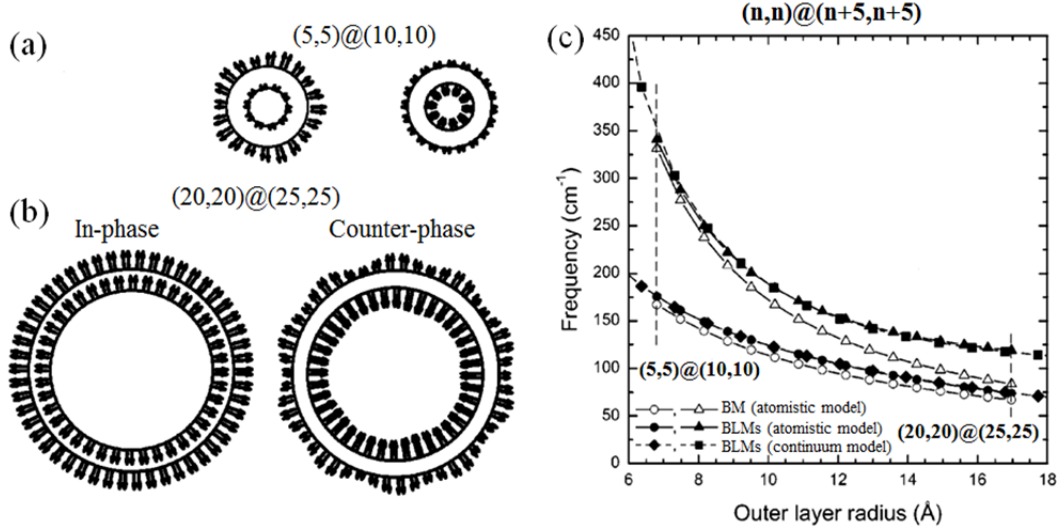 (a)
(5,5)@(10,10)
(b)
(20,20)@(25,25)
In-phase
Counter-phase
(n,n)@(n+5,n+5)
(c)
450
400
350
300
250
200
150
100
50
0
Frequency (cm⁻¹)
(5,5)@(10,10)
BM (atomistic model)
BLMs (atomistic model)
BLMs (continuum model)
(20,20)@(25,25)
6
8
10
12
14
16
18
Outer layer radius (Å)